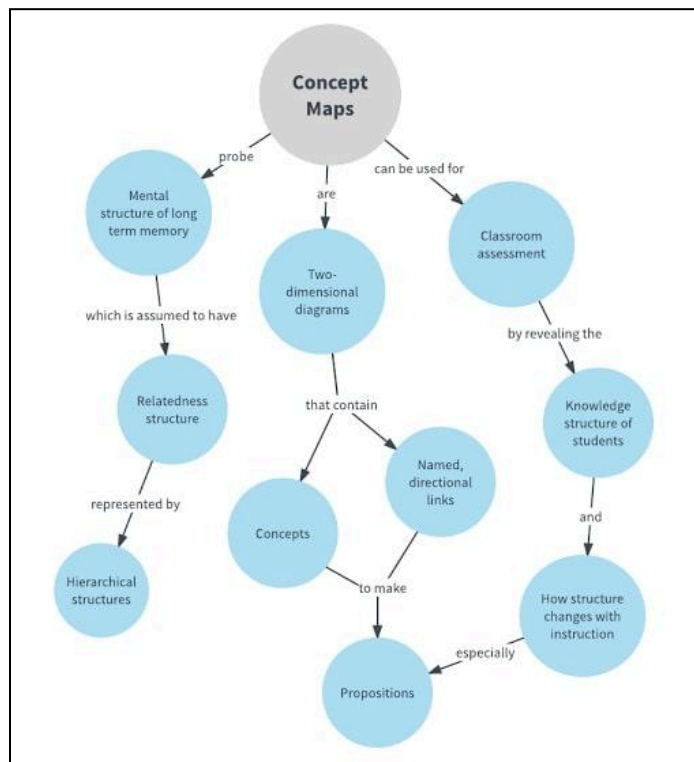 Concept
Maps
probe
are
can be used for
Mental
structure of long
term memory
Two-
dimensional
diagrams
Classroom
assessment
which is assumed to have
by revealing the
Relatedness
structure
that contain
Knowledge
structure of
students
Named,
directional
links
represented by
Concepts
and
Hierarchical
structures
to make
How structure
changes with
instruction
especially
Propositions